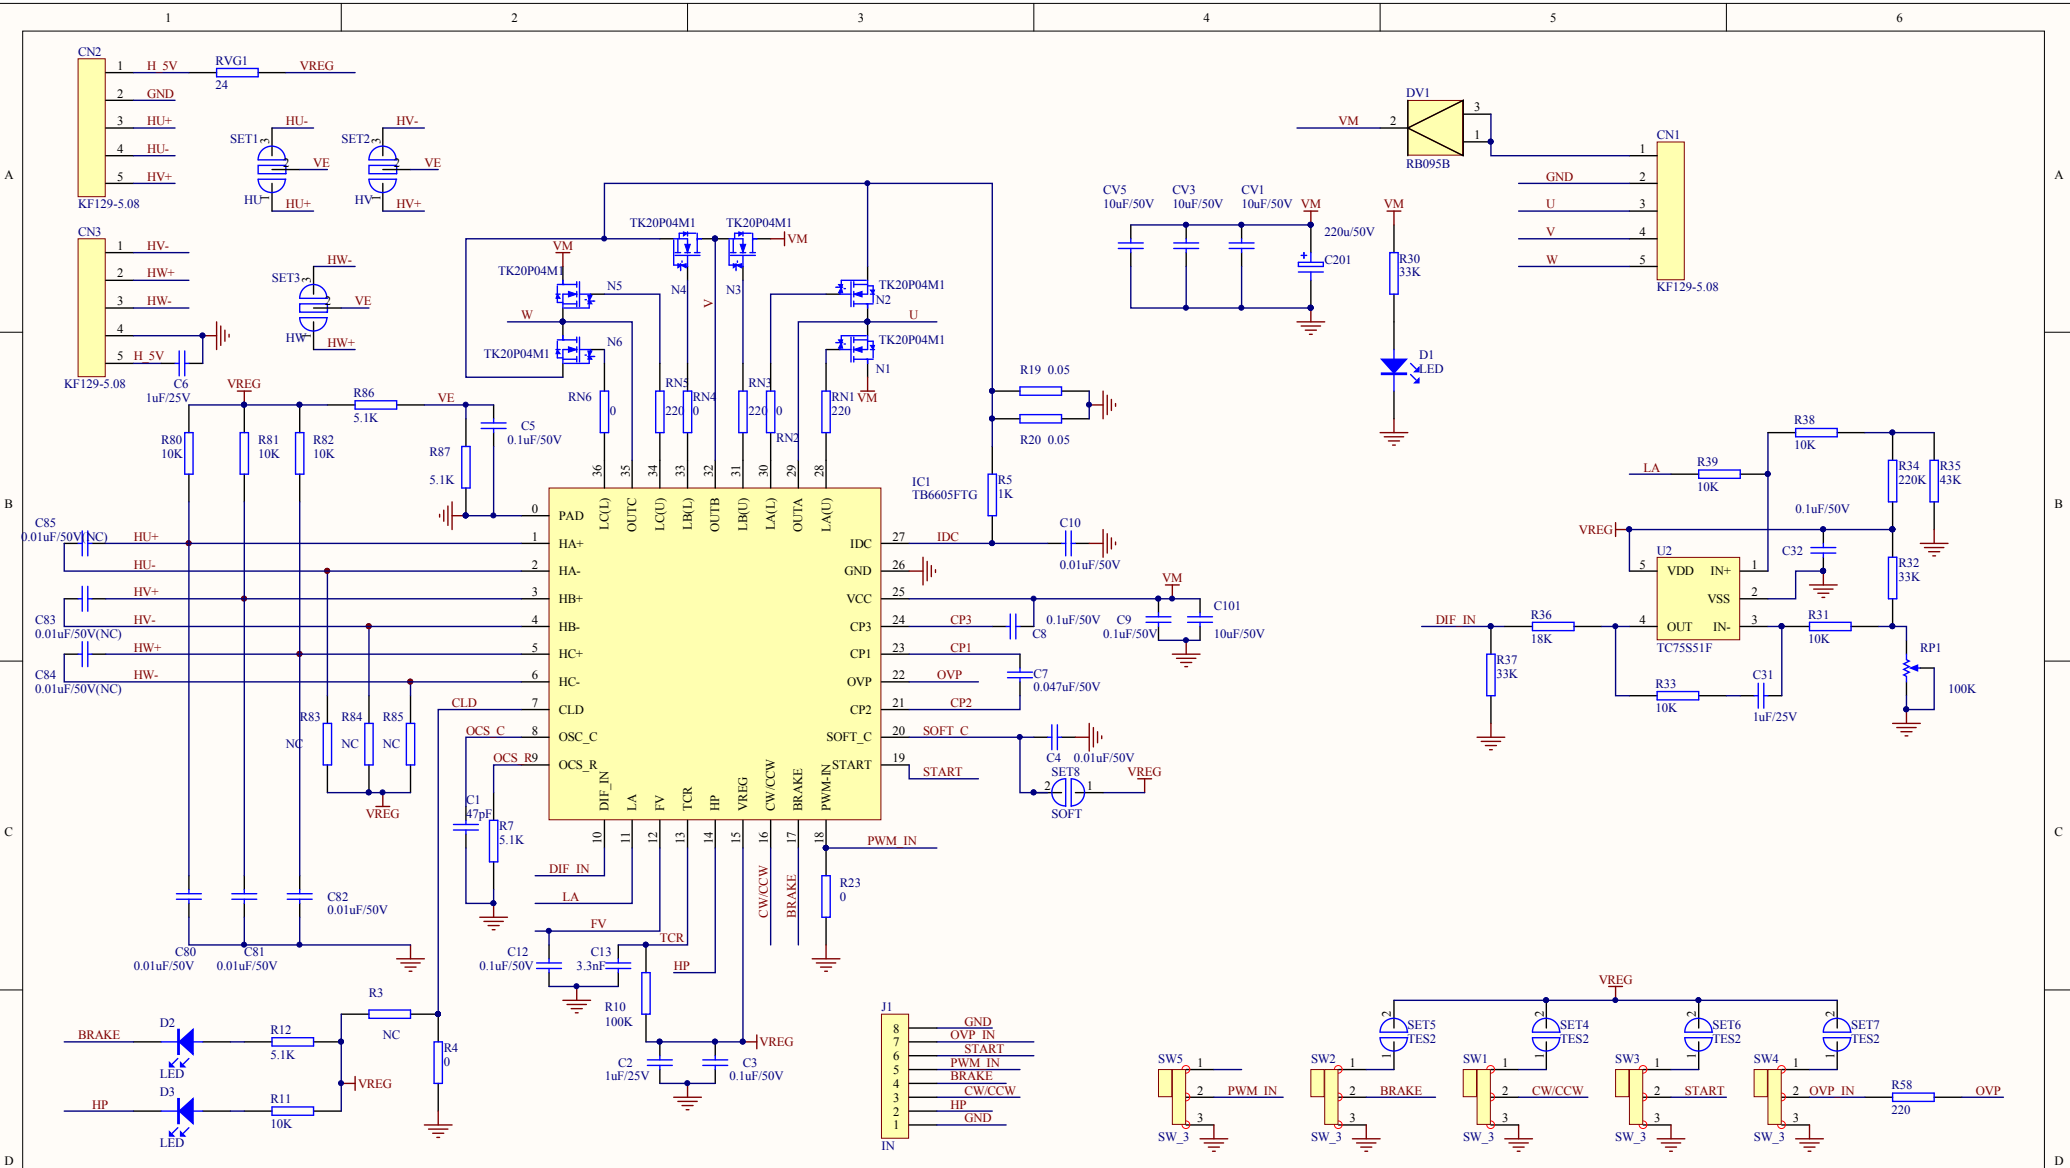 1
2
3
4
5
6
A
B
C
D
A
B
C
D
CN2
1 H_5V
2 GND
3 HU+
4 HU-
5 HV+
KF129-5.08
RVG1
24
VREG
SET1
HU-
3
2
VE
1
HU
HU+
SET2
HV-
3
2
VE
1
HV
HV+
CN3
1 HV-
2 HW+
3 HW-
4
5 H_5V
KF129-5.08
C6
1uF/25V
SET3
HW-
3
2
VE
1
HW
HW+
VREG
R80
10K
R81
10K
R82
10K
R86
5.1K
VE
R87
5.1K
C5
0.1uF/50V
VM
TK20P04M1
N5
W
TK20P04M1
N6
TK20P04M1
N4
TK20P04M1
N3
VM
V
TK20P04M1
N2
U
TK20P04M1
N1
VM
RN6
0
RN5
220
RN4
0
RN3
220
RN2
0
RN1
220
R19 0.05
R20 0.05
R5
1K
CV5
10uF/50V
CV3
10uF/50V
CV1
10uF/50V
VM
220u/50V
+
C201
VM
R30
33K
D1
LED
DV1
3
2
1
VM
RB095B
CN1
1
GND 2
U 3
V 4
W 5
KF129-5.08
IC1
TB6605FTG
36 LC(L)
35 OUTC
34 LC(U)
33 LB(L)
32 OUTB
31 LB(U)
30 LA(L)
29 OUTA
28 LA(U)
0 PAD
1 HA+
2 HA-
3 HB+
4 HB-
5 HC+
6 HC-
7 CLD
8 OSC_C
9 OCS_R
10 DIF_IN
11 LA
12 FV
13 TCR
14 HP
15 VREG
16 CW/CCW
17 BRAKE
18 PWM-IN
START 19
SOFT_C 20
CP2 21
OVP 22
CP1 23
CP3 24
VCC 25
GND 26
IDC 27
C85
0.01uF/50V(NC)
HU+
HU-
HV+
C83
0.01uF/50V(NC)
HV-
HW+
C84
0.01uF/50V(NC)
HW-
R83
NC
R84
NC
R85
NC
VREG
CLD
OCS_C
OCS_R
C1
47pF
R7
5.1K
DIF_IN
LA
FV
TCR
HP
CW/CCW
BRAKE
PWM_IN
R23
0
C12
0.1uF/50V
C13
3.3nF
R10
100K
C2
1uF/25V
C3
0.1uF/50V
VREG
C80
0.01uF/50V
C81
0.01uF/50V
C82
0.01uF/50V
IDC
C10
0.01uF/50V
VM
CP3
C8
0.1uF/50V
C9
0.1uF/50V
C101
10uF/50V
CP1
OVP
C7
0.047uF/50V
CP2
SOFT_C
C4
0.01uF/50V
START
SET8
2
1
SOFT
VREG
LA
R39
10K
R38
10K
R34
220K
R35
43K
VREG
0.1uF/50V
C32
U2
5 VDD
IN+ 1
VSS 2
4 OUT
IN- 3
TC75S51F
R32
33K
DIF_IN
R36
18K
R37
33K
R31
10K
R33
10K
C31
1uF/25V
RP1
100K
BRAKE
D2
LED
R12
5.1K
HP
D3
LED
R11
10K
VREG
R3
NC
R4
0
J1
8 GND
7 OVP_IN
6 START
5 PWM_IN
4 BRAKE
3 CW/CCW
2 HP
1 GND
IN
VREG
2
SET5
TES2
1
2
SET4
TES2
1
2
SET6
TES2
1
2
SET7
TES2
1
SW5
1
2 PWM_IN
3
SW_3
SW2
1
2 BRAKE
3
SW_3
SW1
1
2 CW/CCW
3
SW_3
SW3
1
2 START
3
SW_3
SW4
1
2 OVP_IN
3
SW_3
R58
220
OVP